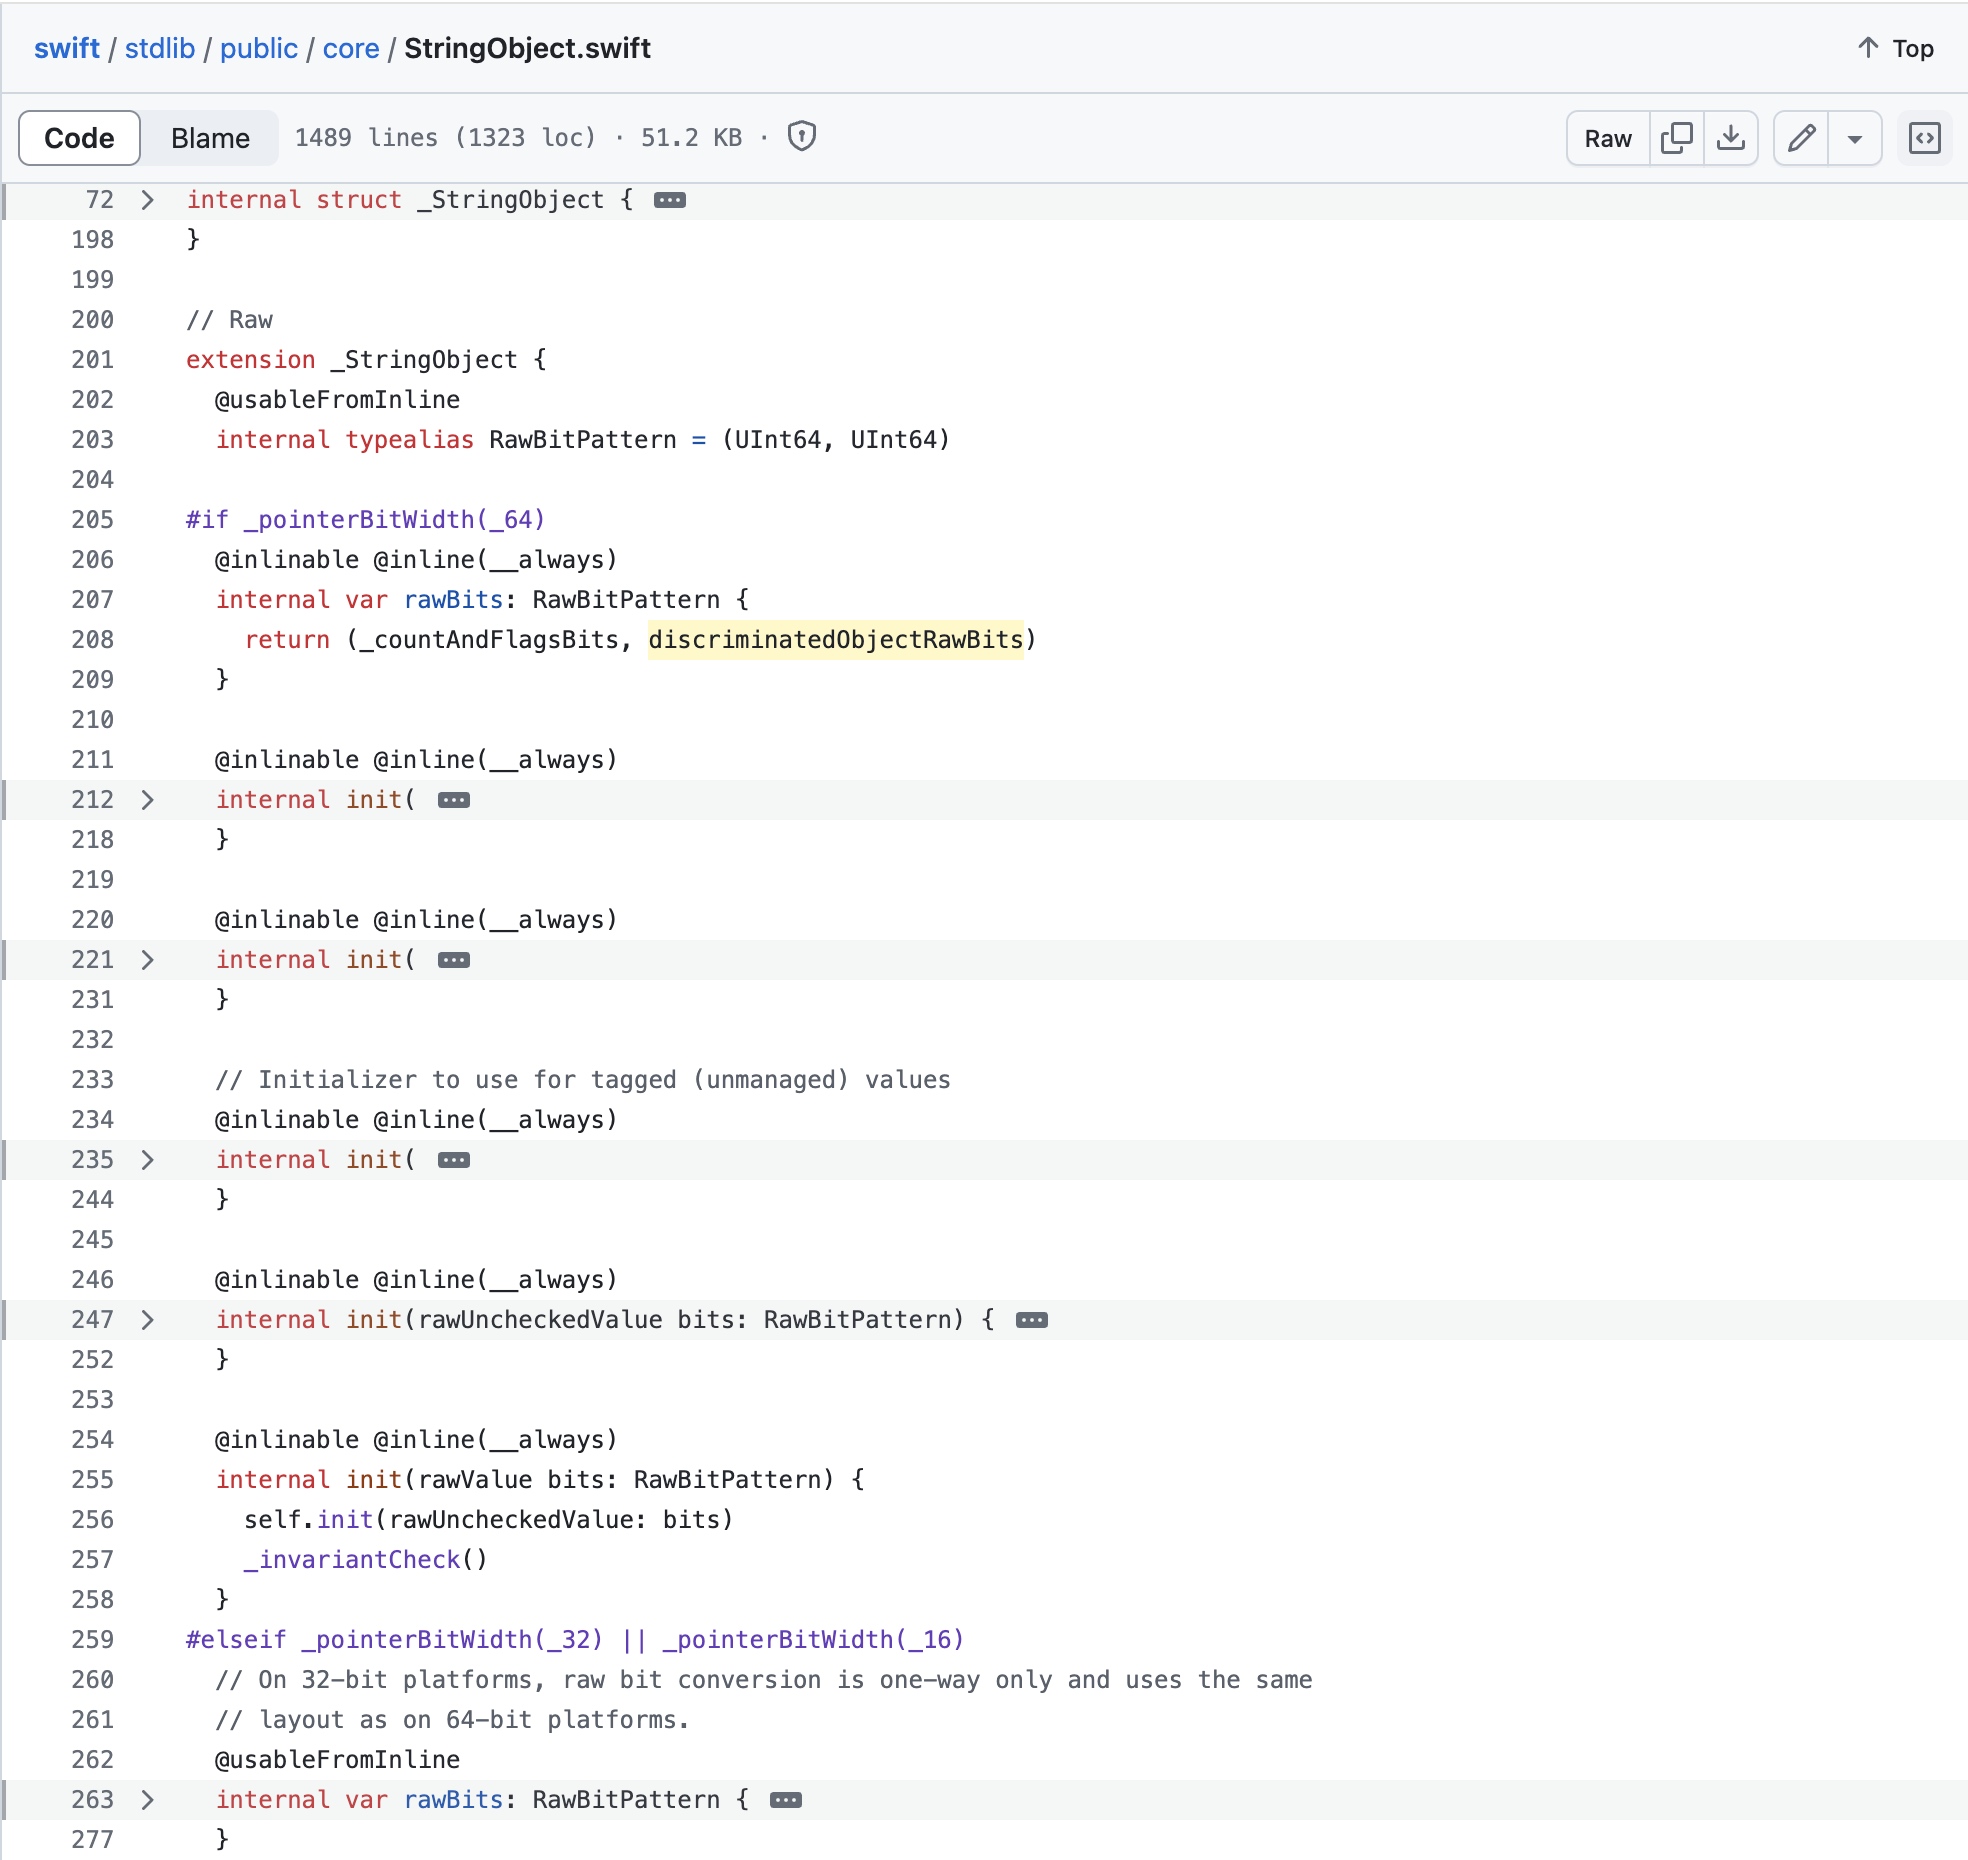 swift / stdlib / public / core / StringObject.swift ↑ Top
Code Blame 1489 lines (1323 loc) · 51.2 KB · Raw
72 > internal struct _StringObject { ···
198 }
199
200 // Raw
201 extension _StringObject {
202   @usableFromInline
203   internal typealias RawBitPattern = (UInt64, UInt64)
204
205 #if _pointerBitWidth(_64)
206   @inlinable @inline(__always)
207   internal var rawBits: RawBitPattern {
208     return (_countAndFlagsBits, discriminatedObjectRawBits)
209   }
210
211   @inlinable @inline(__always)
212 >   internal init( ···
218   }
219
220   @inlinable @inline(__always)
221 >   internal init( ···
231   }
232
233   // Initializer to use for tagged (unmanaged) values
234   @inlinable @inline(__always)
235 >   internal init( ···
244   }
245
246   @inlinable @inline(__always)
247 >   internal init(rawUncheckedValue bits: RawBitPattern) { ···
252   }
253
254   @inlinable @inline(__always)
255   internal init(rawValue bits: RawBitPattern) {
256     self.init(rawUncheckedValue: bits)
257     _invariantCheck()
258   }
259 #elseif _pointerBitWidth(_32) || _pointerBitWidth(_16)
260   // On 32-bit platforms, raw bit conversion is one-way only and uses the same
261   // layout as on 64-bit platforms.
262   @usableFromInline
263 >   internal var rawBits: RawBitPattern { ···
277   }